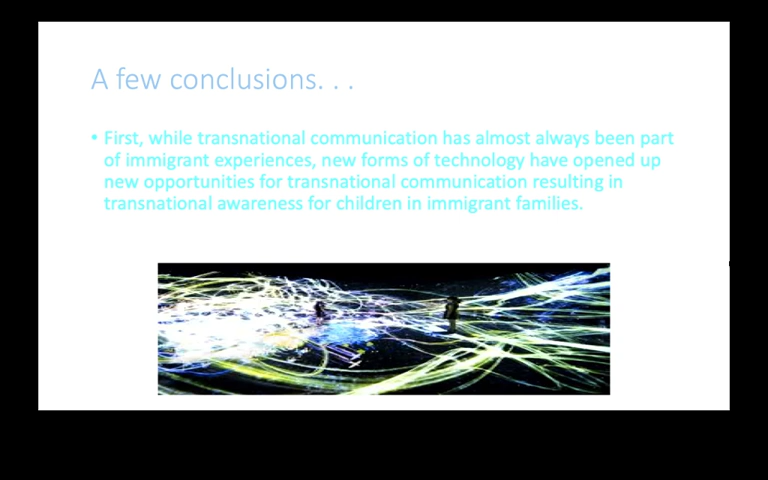 A few conclusions. . .
• First, while transnational communication has almost always been part
of immigrant experiences, new forms of technology have opened up
new opportunities for transnational communication resulting in
transnational awareness for children in immigrant families.